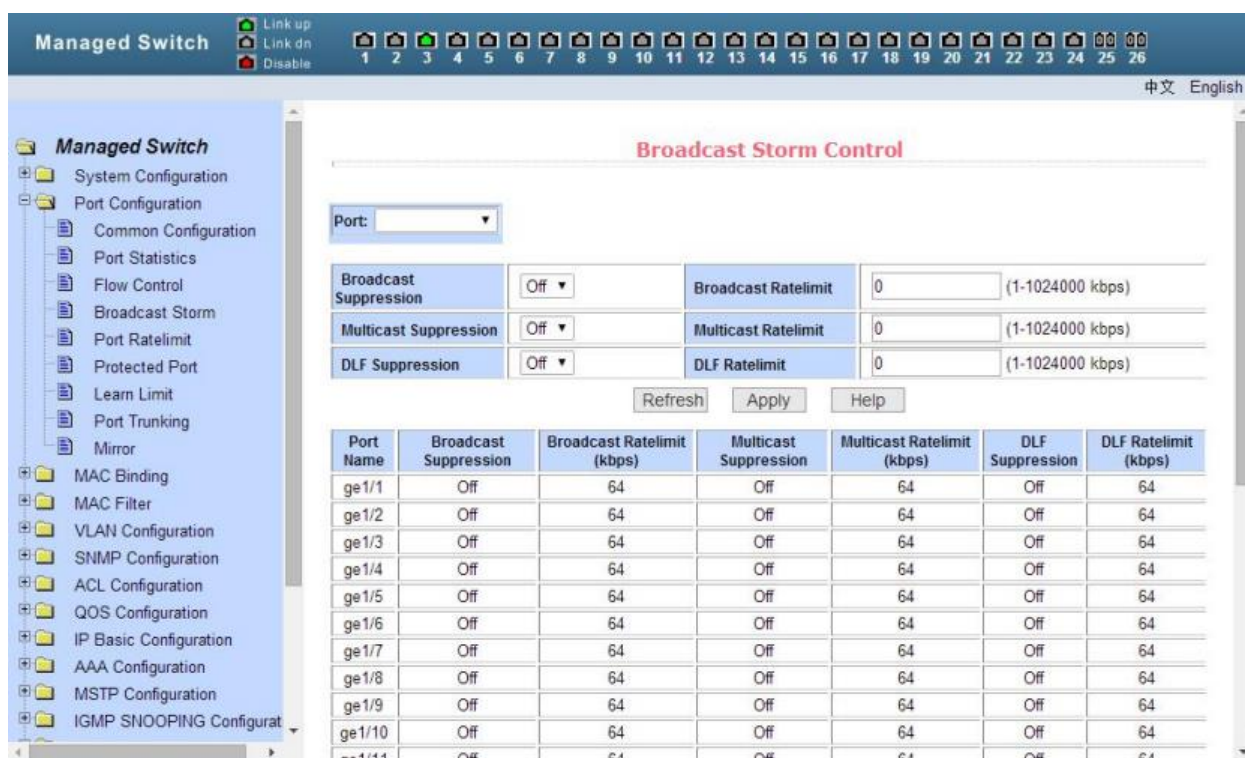 Managed Switch
Link up
Link dn
Disable
1 2 3 4 5 6 7 8 9 10 11 12 13 14 15 16 17 18 19 20 21 22 23 24 25 26
中文 English
Managed Switch
System Configuration
Port Configuration
Common Configuration
Port Statistics
Flow Control
Broadcast Storm
Port Ratelimit
Protected Port
Learn Limit
Port Trunking
Mirror
MAC Binding
MAC Filter
VLAN Configuration
SNMP Configuration
ACL Configuration
QOS Configuration
IP Basic Configuration
AAA Configuration
MSTP Configuration
IGMP SNOOPING Configurat
Broadcast Storm Control
Port:
Broadcast Suppression Off Broadcast Ratelimit 0 (1-1024000 kbps)
Multicast Suppression Off Multicast Ratelimit 0 (1-1024000 kbps)
DLF Suppression Off DLF Ratelimit 0 (1-1024000 kbps)
Refresh Apply Help
Port Name Broadcast Suppression Broadcast Ratelimit (kbps) Multicast Suppression Multicast Ratelimit (kbps) DLF Suppression DLF Ratelimit (kbps)
ge1/1 Off 64 Off 64 Off 64
ge1/2 Off 64 Off 64 Off 64
ge1/3 Off 64 Off 64 Off 64
ge1/4 Off 64 Off 64 Off 64
ge1/5 Off 64 Off 64 Off 64
ge1/6 Off 64 Off 64 Off 64
ge1/7 Off 64 Off 64 Off 64
ge1/8 Off 64 Off 64 Off 64
ge1/9 Off 64 Off 64 Off 64
ge1/10 Off 64 Off 64 Off 64